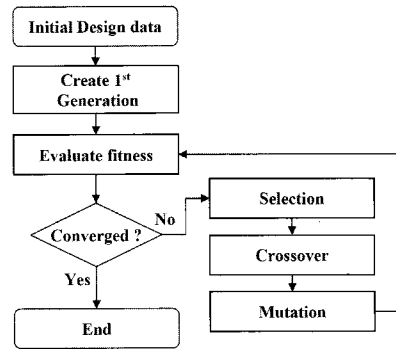 Initial Design data
Create 1st
Generation
Evaluate fitness
Converged ?
No
Yes
End
Selection
Crossover
Mutation